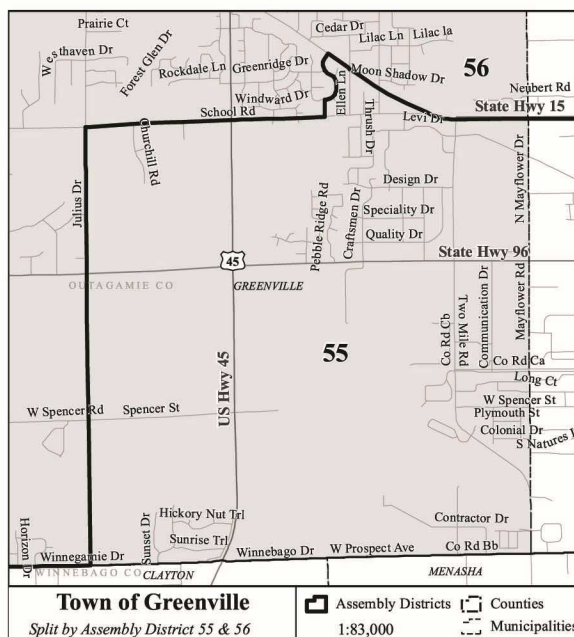 Prairie Ct
Cedar Dr
Lilac Ln
Lilac la
Westhaven Dr
Forest Glen Dr
Rockdale Ln
Greenridge Dr
Moon Shadow Dr
56
Neubert Rd
Windward Dr
Ellen Ln
State Hwy 15
School Rd
Thrush Dr
Levi Dr
Churchill Rd
N Mayflower Dr
Julius Dr
Design Dr
Pebble Ridge Rd
Craftsmen Dr
Speciality Dr
Quality Dr
State Hwy 96
45
OUTAGAMIE CO
GREENVILLE
Mayflower Rd
Communication Dr
Two Mile Rd
Co Rd Cb
US Hwy 45
55
Co Rd Ca
Long Ct
W Spencer Rd
Spencer St
W Spencer St
Plymouth St
Colonial Dr
S Natures
Horizon Dr
Sunset Dr
Hickory Nut Trl
Sunrise Trl
Contractor Dr
Winnegamie Dr
Winnebago Dr
W Prospect Ave
Co Rd Bb
WINNEBAGO CO
CLAYTON
MENASHA
Town of Greenville
Split by Assembly District 55 & 56
Assembly Districts
Counties
1:83,000
Municipalities